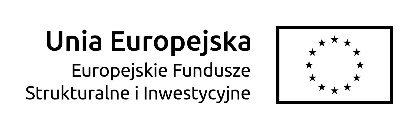 Unia Europejska
Europejskie Fundusze
Strukturalne i Inwestycyjne